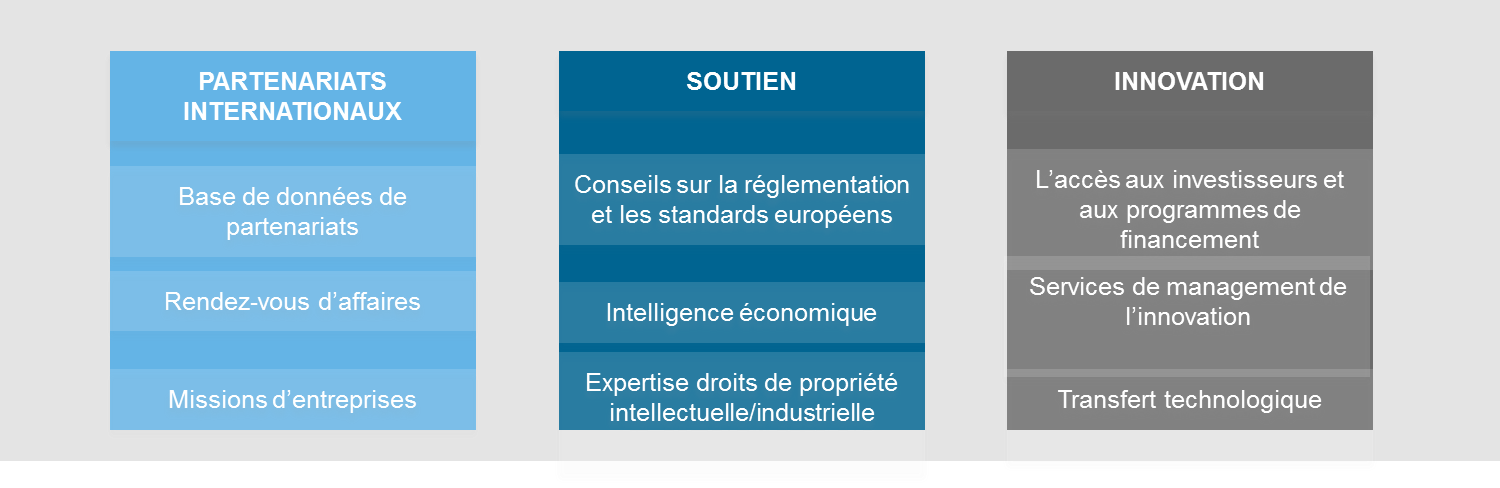 PARTENARIATS
INTERNATIONAUX
Base de données de
partenariats
Rendez-vous d’affaires
Missions d’entreprises
SOUTIEN
Conseils sur la réglementation
et les standards européens
Intelligence économique
Expertise droits de propriété
intellectuelle/industrielle
INNOVATION
L’accès aux investisseurs et
aux programmes de
financement
Services de management de
l’innovation
Transfert technologique